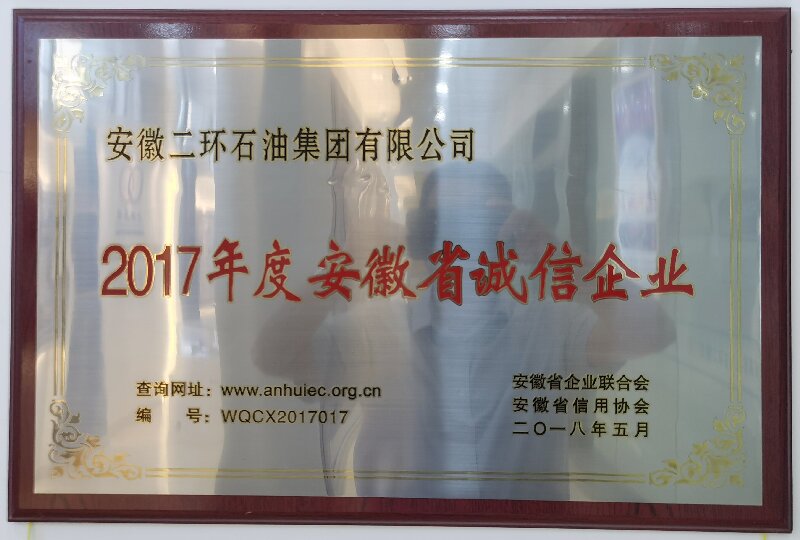 安徽二环石油集团有限公司
2017年度安徽省诚信企业
查询网址：www.anhuiec.org.cn
编 号：WQCX2017017
安徽省企业联合会
安徽省信用协会
二〇一八年五月